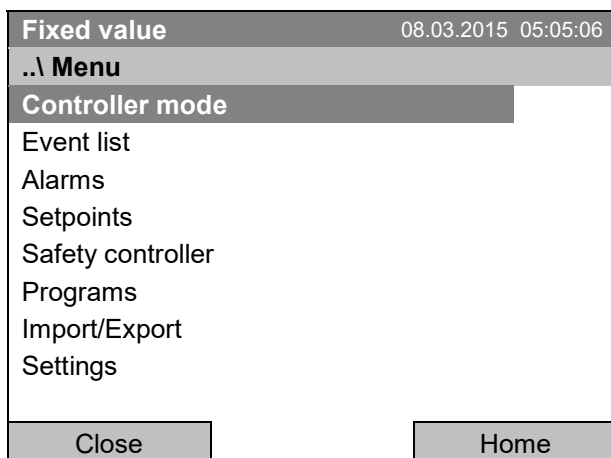 Fixed value 08.03.2015 05:05:06
..\ Menu
Controller mode
Event list
Alarms
Setpoints
Safety controller
Programs
Import/Export
Settings
Close Home